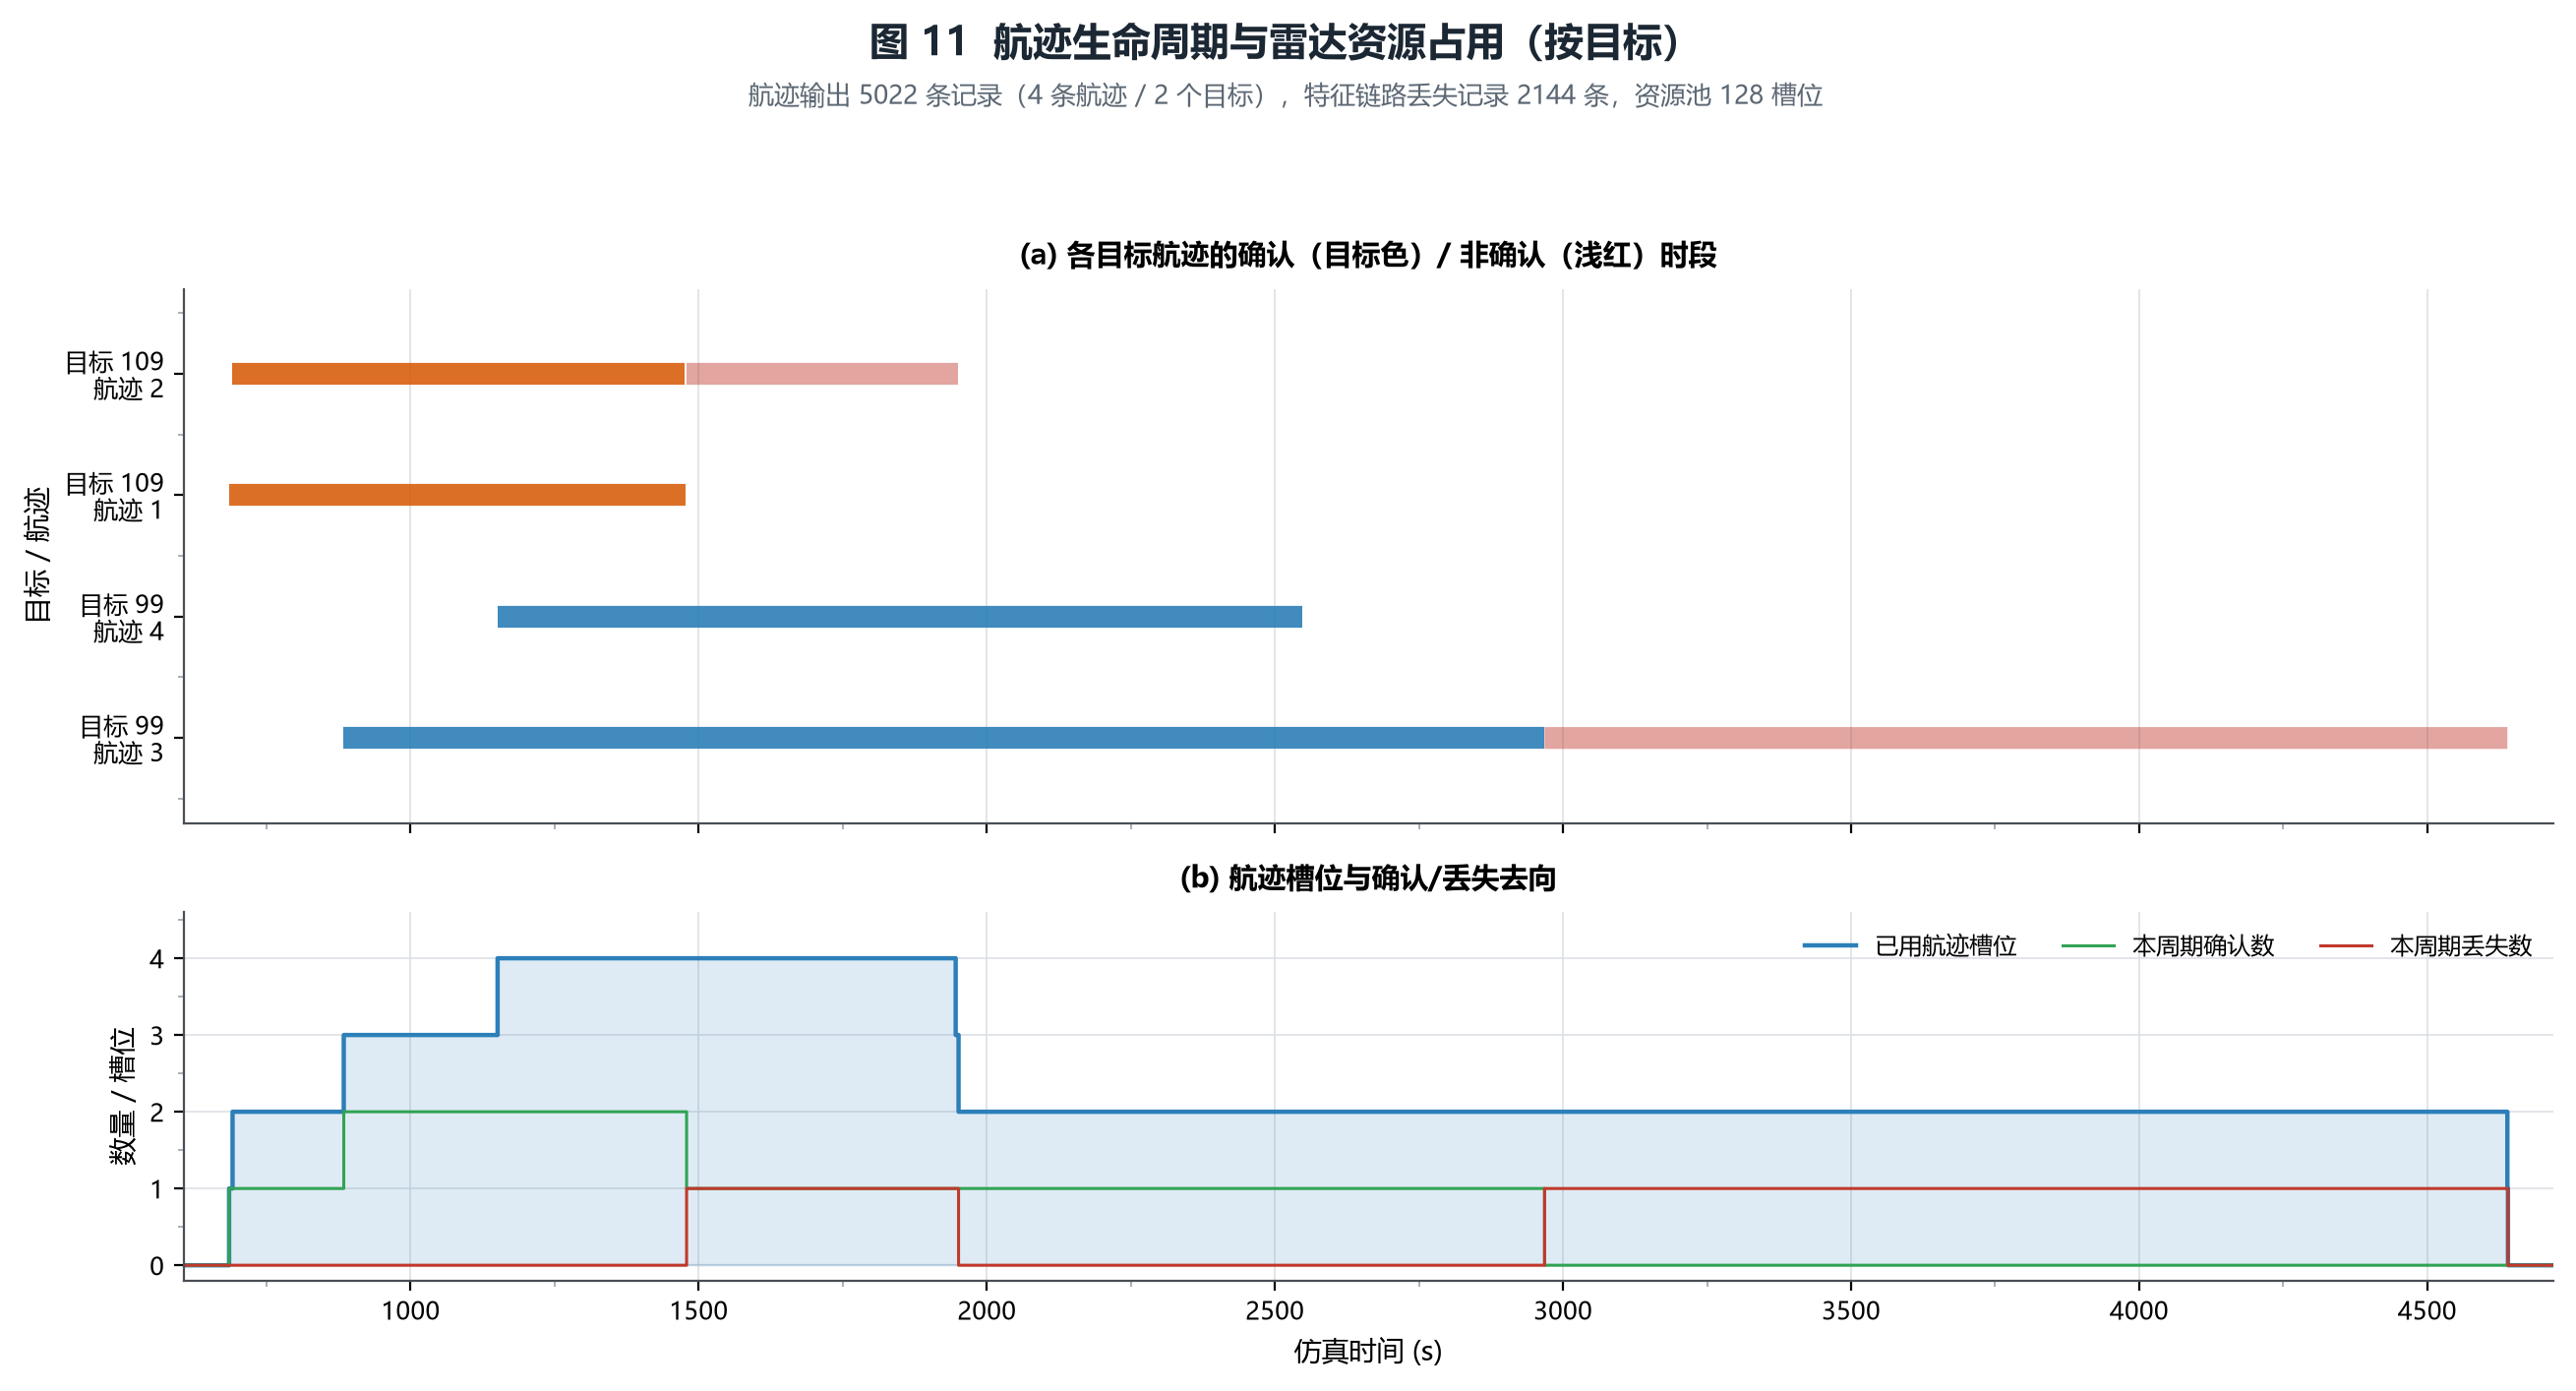 图 11  航迹生命周期与雷达资源占用（按目标）
航迹输出 5022 条记录（4 条航迹 / 2 个目标），特征链路丢失记录 2144 条，资源池 128 槽位
(a) 各目标航迹的确认（目标色）/ 非确认（浅红）时段
目标 / 航迹
目标 109
航迹 2
目标 109
航迹 1
目标 99
航迹 4
目标 99
航迹 3
(b) 航迹槽位与确认/丢失去向
已用航迹槽位
本周期确认数
本周期丢失数
数量 / 槽位
4
3
2
1
0
1000 1500 2000 2500 3000 3500 4000 4500
仿真时间 (s)